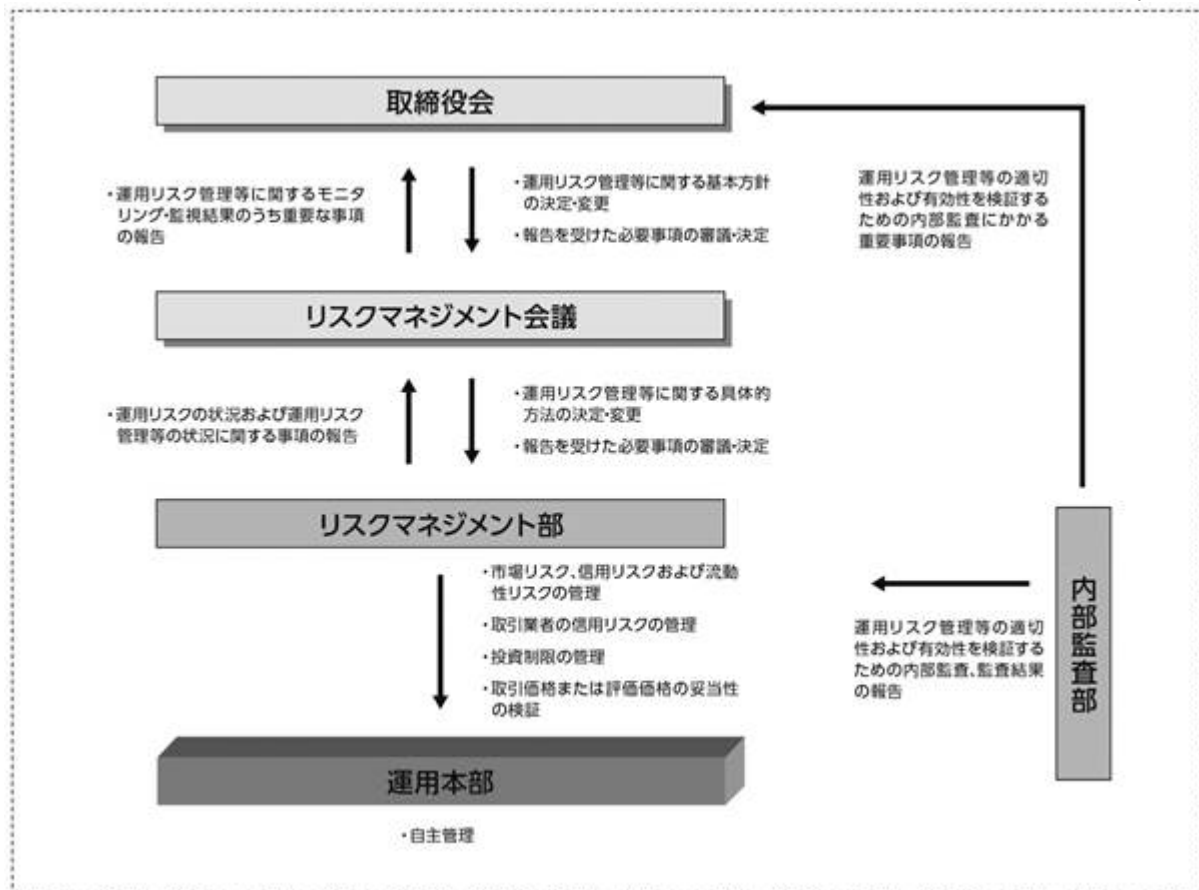 取締役会
・運用リスク管理等に関するモニタ
リング・監視結果のうち重要な事項
の報告
・運用リスク管理等に関する基本方針
の決定・変更
・報告を受けた必要事項の審議・決定
運用リスク管理等の適切
性および有効性を検証する
ための内部監査にかかる
重要事項の報告
リスクマネジメント会議
・運用リスクの状況および運用リスク
管理等の状況に関する事項の報告
・運用リスク管理等に関する具体的
方法の決定・変更
・報告を受けた必要事項の審議・決定
リスクマネジメント部
・市場リスク、信用リスクおよび流動
性リスクの管理
・取引業者の信用リスクの管理
・投資制限の管理
・取引価格または評価価格の妥当性
の検証
運用リスク管理等の適切
性および有効性を検証する
ための内部監査、監査結果
の報告
内部監査部
運用本部
・自主管理